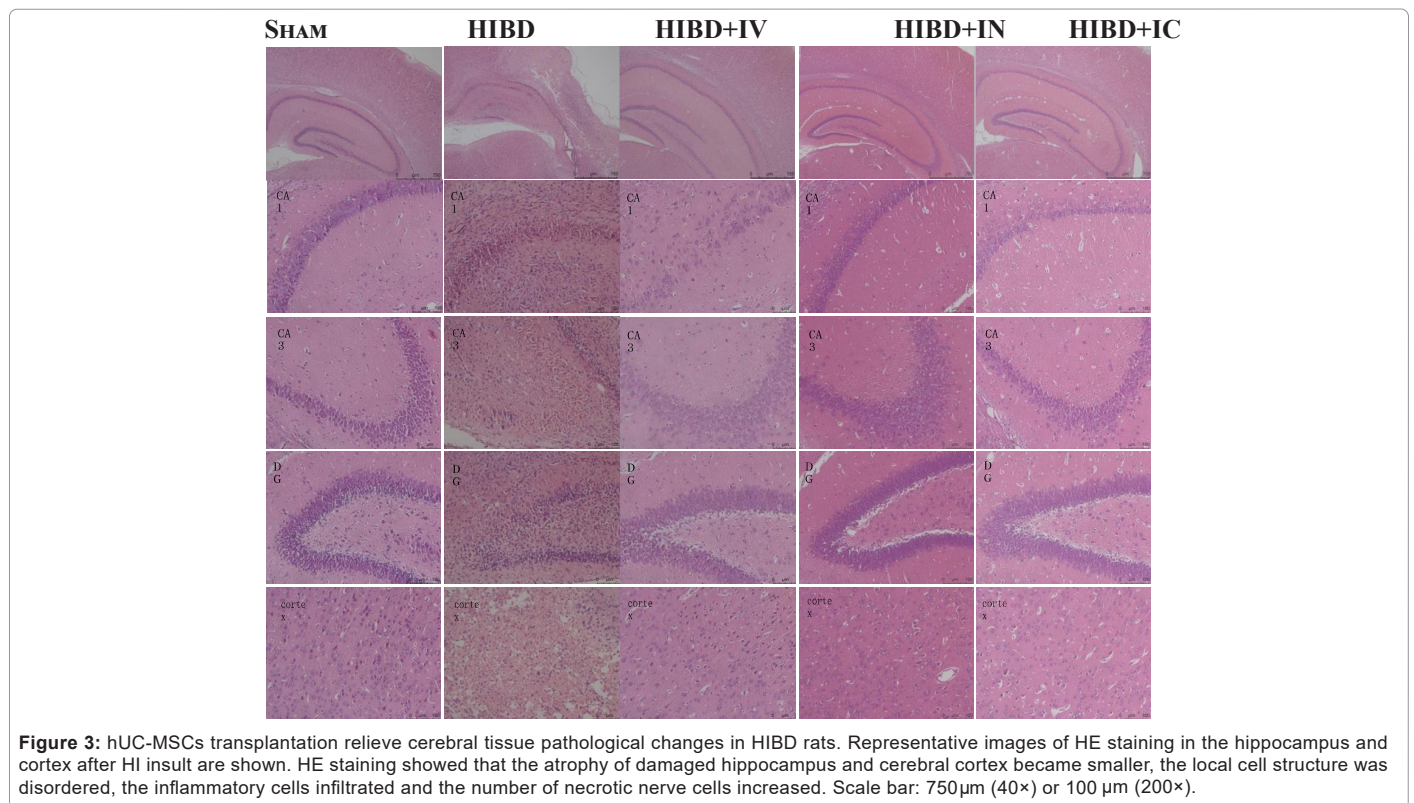 SHAM HIBD HIBD+IV HIBD+IN HIBD+IC
CA CA CA CA CA
1 1 1 1 1
CA CA CA CA CA
3 3 3 3 3
D D D D D
G G G G G
corte corte corte corte corte
x x x x x
Figure 3: hUC-MSCs transplantation relieve cerebral tissue pathological changes in HIBD rats. Representative images of HE staining in the hippocampus and
cortex after HI insult are shown. HE staining showed that the atrophy of damaged hippocampus and cerebral cortex became smaller, the local cell structure was
disordered, the inflammatory cells infiltrated and the number of necrotic nerve cells increased. Scale bar: 750μm (40×) or 100 μm (200×).